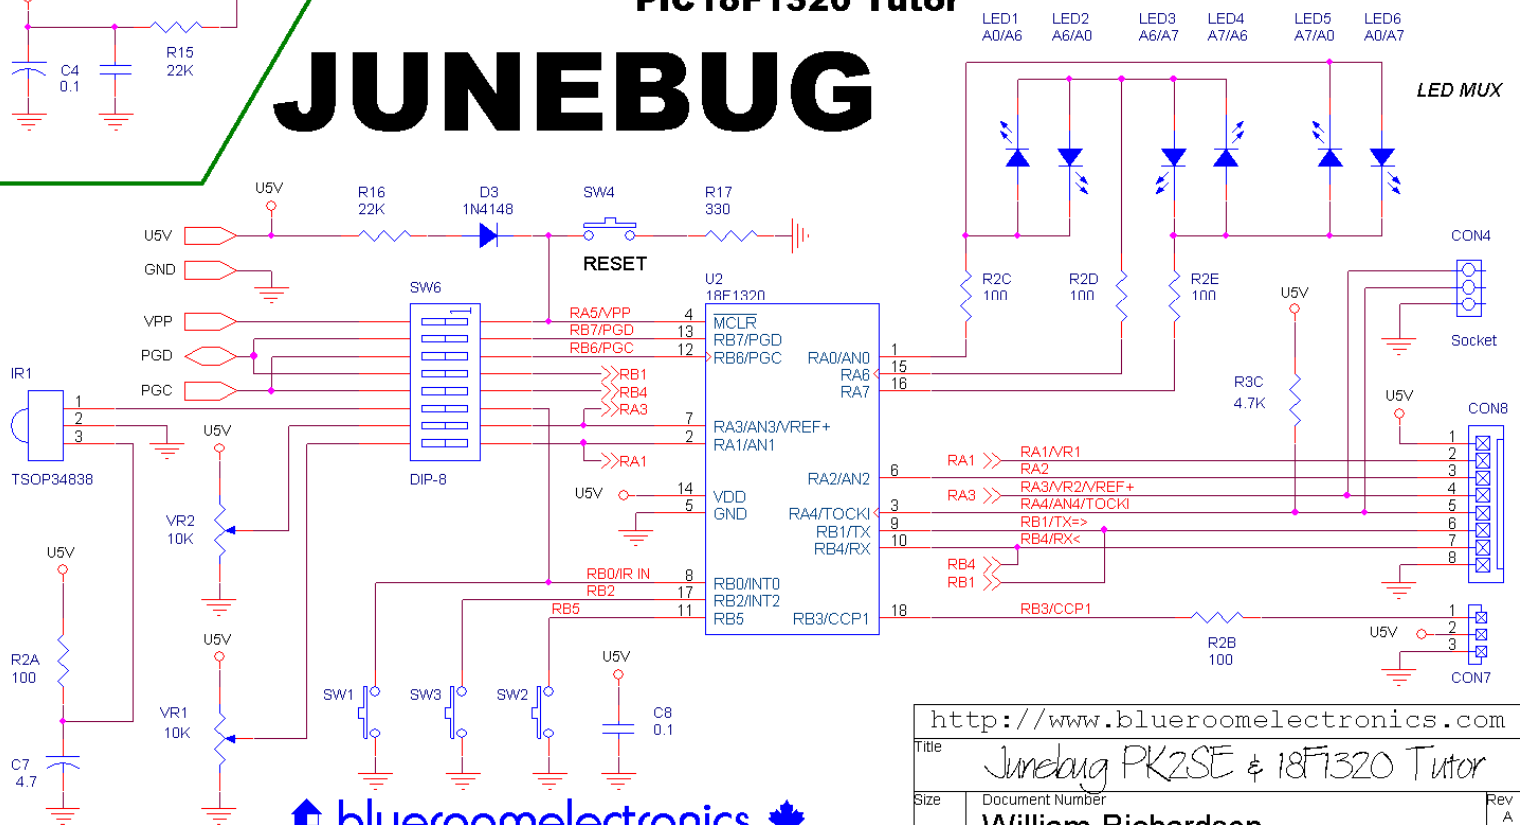 PIC18F1320 Tutor
JUNEBUG
R15
22K
C4
0.1
LED1
A0/A6
LED2
A6/A0
LED3
A6/A7
LED4
A7/A6
LED5
A7/A0
LED6
A0/A7
LED MUX
U5V
R16
22K
D3
1N4148
SW4
RESET
R17
330
U5V
GND
VPP
PGD
PGC
SW6
1
DIP-8
RA5/VPP
RB7/PGD
RB6/PGC
RB1
RB4
RA3
RA1
U2
18F1320
4
13
12
7
2
14
5
8
17
11
MCLR
RB7/PGD
RB6/PGC
RA3/AN3/VREF+
RA1/AN1
VDD
GND
RB0/INT0
RB2/INT2
RB5
RA0/AN0
RA6
RA7
RA2/AN2
RA4/TOCKI
RB1/TX
RB4/RX
RB3/CCP1
1
15
16
6
3
9
10
18
R2C
100
R2D
100
R2E
100
U5V
R3C
4.7K
CON4
Socket
U5V
CON8
1
2
3
4
5
6
7
8
RA1
RA1/VR1
RA2
RA3
RA3/VR2/VREF+
RA4/AN4/TOCKI
RB1/TX=>
RB4/RX<
RB4
RB1
RB3/CCP1
R2B
100
U5V
1
2
3
CON7
IR1
1
2
3
TSOP34838
U5V
VR2
10K
U5V
R2A
100
C7
4.7
U5V
VR1
10K
U5V
RB0/IR IN
RB2
RB5
SW1
SW3
SW2
U5V
C8
0.1
blueroomelectronics
http://www.blueroomelectronics.com
Title
Junebug PK2SE & 18F1320 Tutor
Size
Document Number
William Richardson
Rev
A